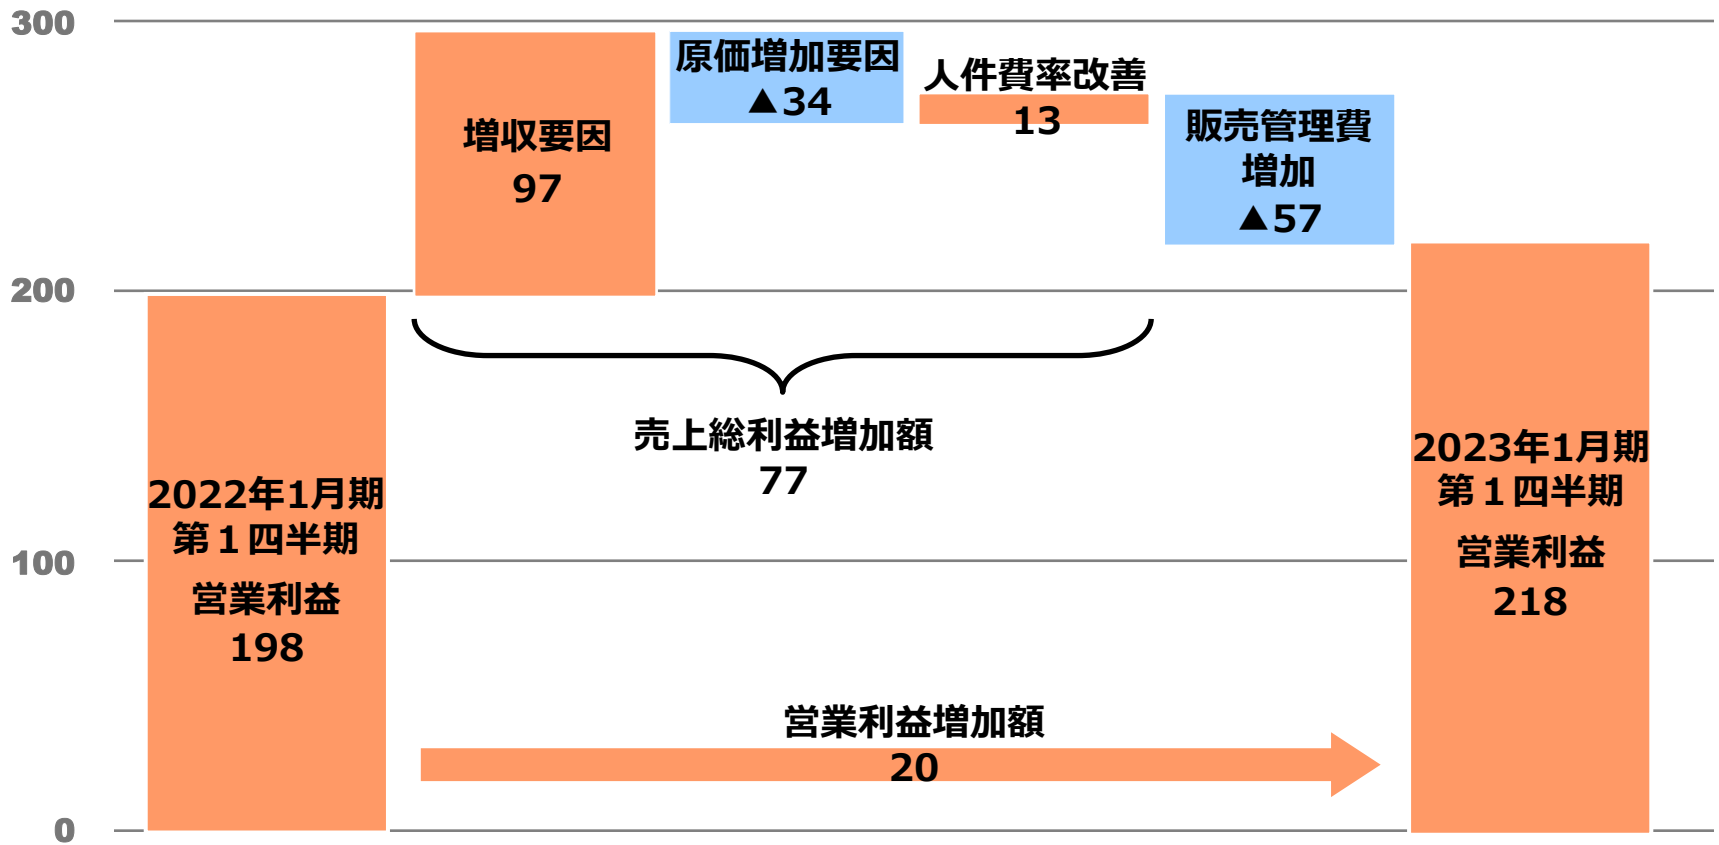 300
200
100
0
2022年1月期
第１四半期
営業利益
198
増収要因
97
原価増加要因
▲34
人件費率改善
13
販売管理費
増加
▲57
売上総利益増加額
77
営業利益増加額
20
2023年1月期
第１四半期
営業利益
218